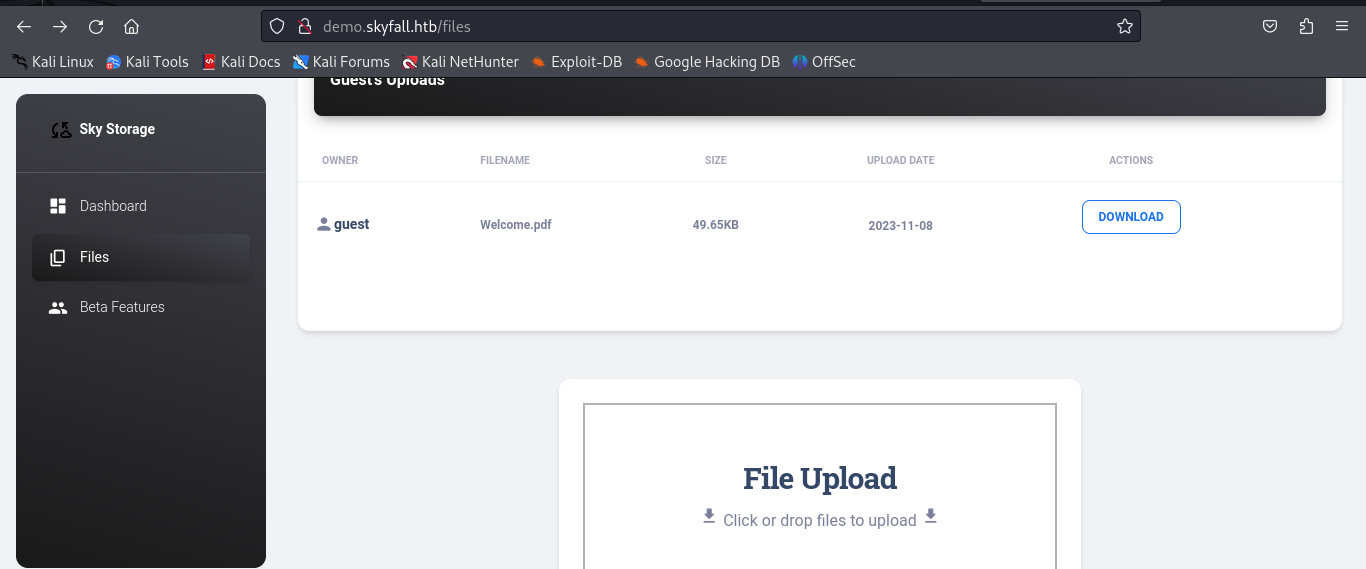 demo.skyfall.htb/files
Kali Linux Kali Tools Kali Docs Kali Forums Kali NetHunter Exploit-DB Google Hacking DB OffSec
Guest's Uploads
Sky Storage
OWNER FILENAME SIZE UPLOAD DATE ACTIONS
Dashboard
guest Welcome.pdf 49.65KB 2023-11-08 DOWNLOAD
Files
Beta Features
File Upload
Click or drop files to upload